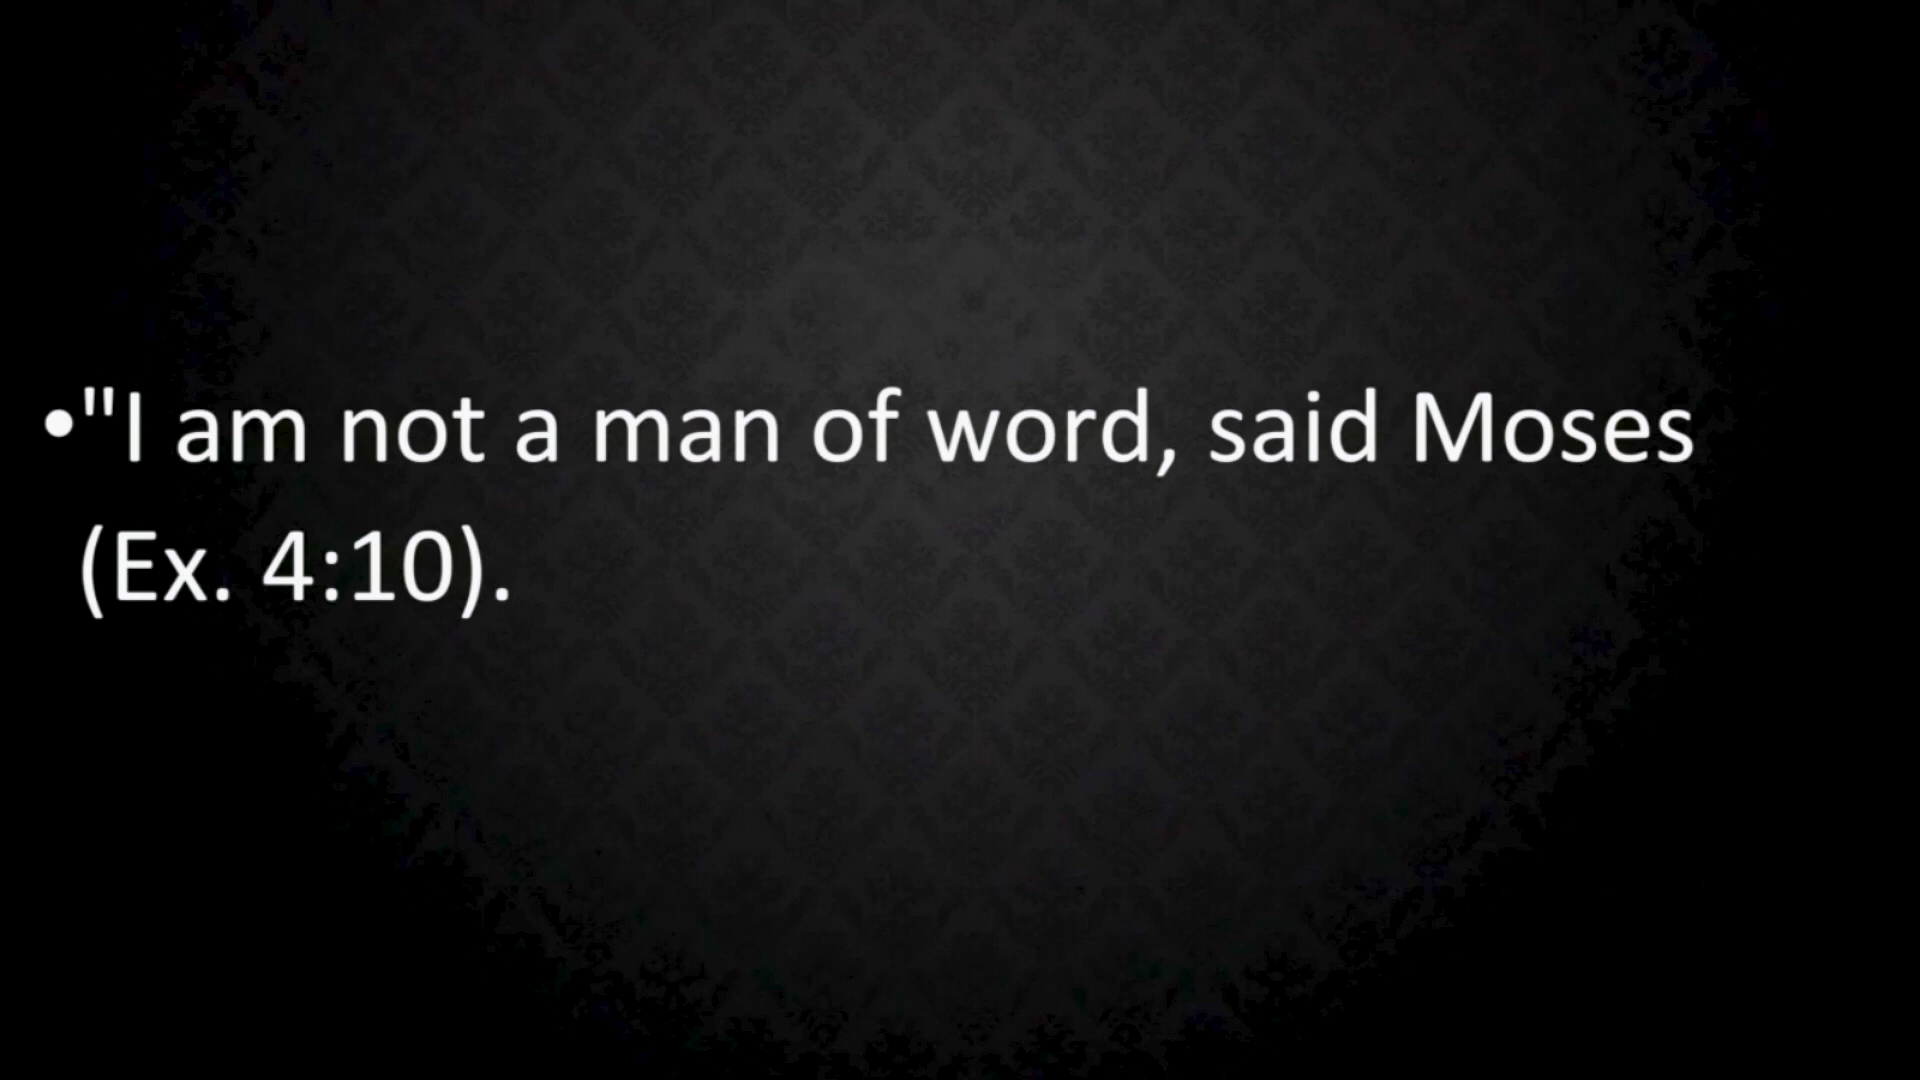 •"I am not a man of word, said Moses
(Ex. 4:10).